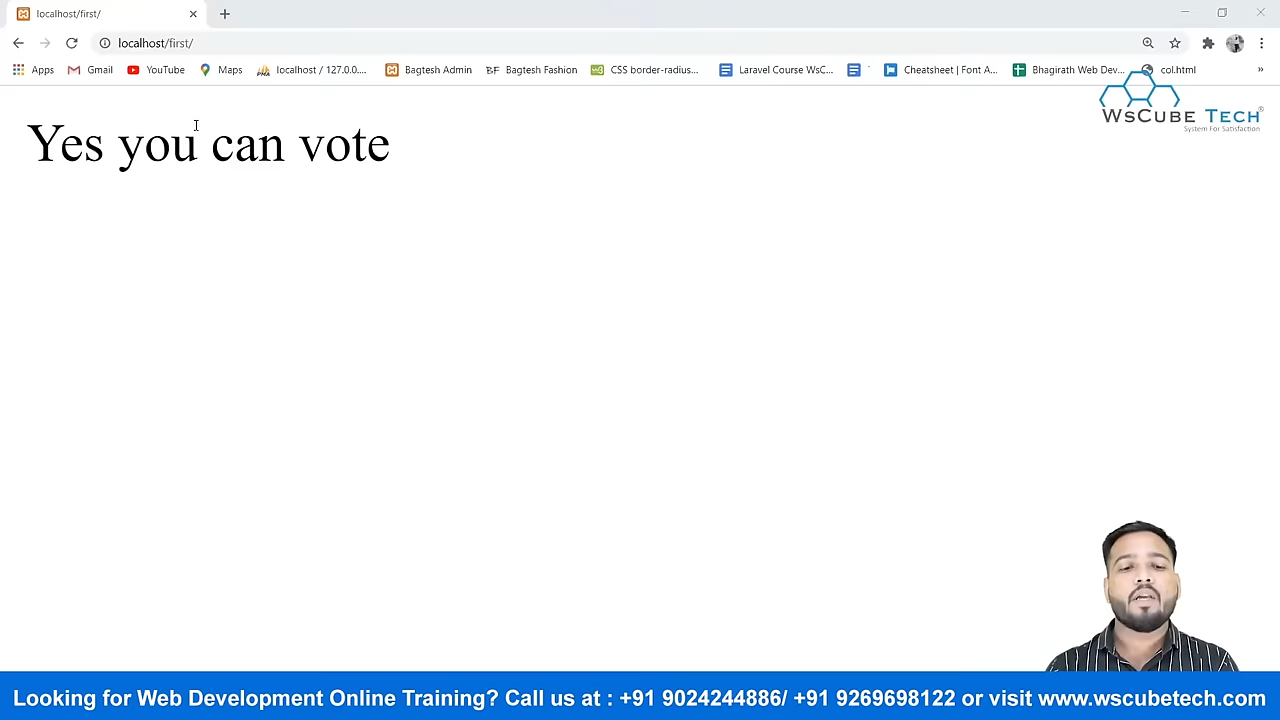 localhost/first/
localhost/first/
Apps
Gmail
YouTube
Maps
localhost / 127.0.0....
Bagtesh Admin
BF Bagtesh Fashion
CSS border-radius...
Laravel Course WsC...
Cheatsheet | Font A...
Bhagirath Web Dev...
col.html
»
WsCube Tech®
System For Satisfaction
Yes you can vote
Looking for Web Development Online Training? Call us at : +91 9024244886/ +91 9269698122 or visit www.wscubetech.com